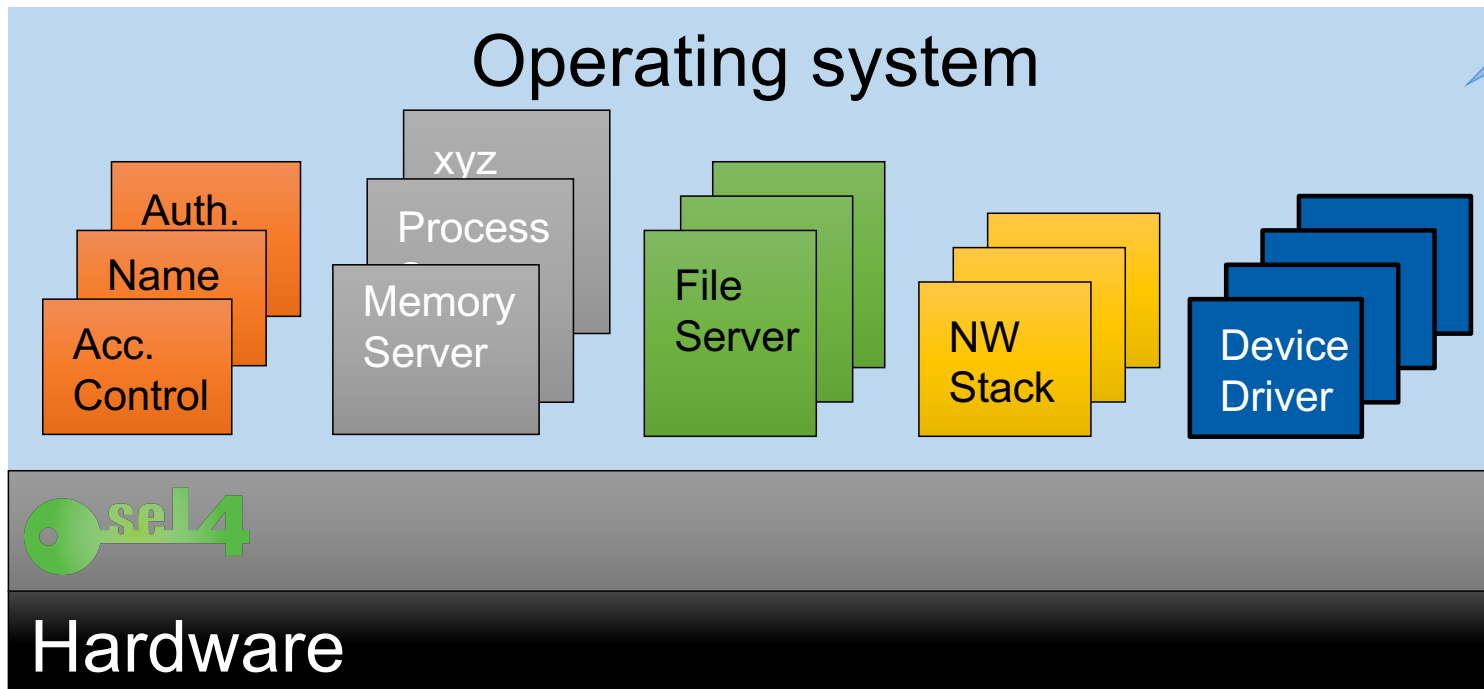 Operating system
xyz
Auth.
Process
Name
Memory
Server
File
Server
Acc.
Control
NW
Stack
Device
Driver
seL4
Hardware